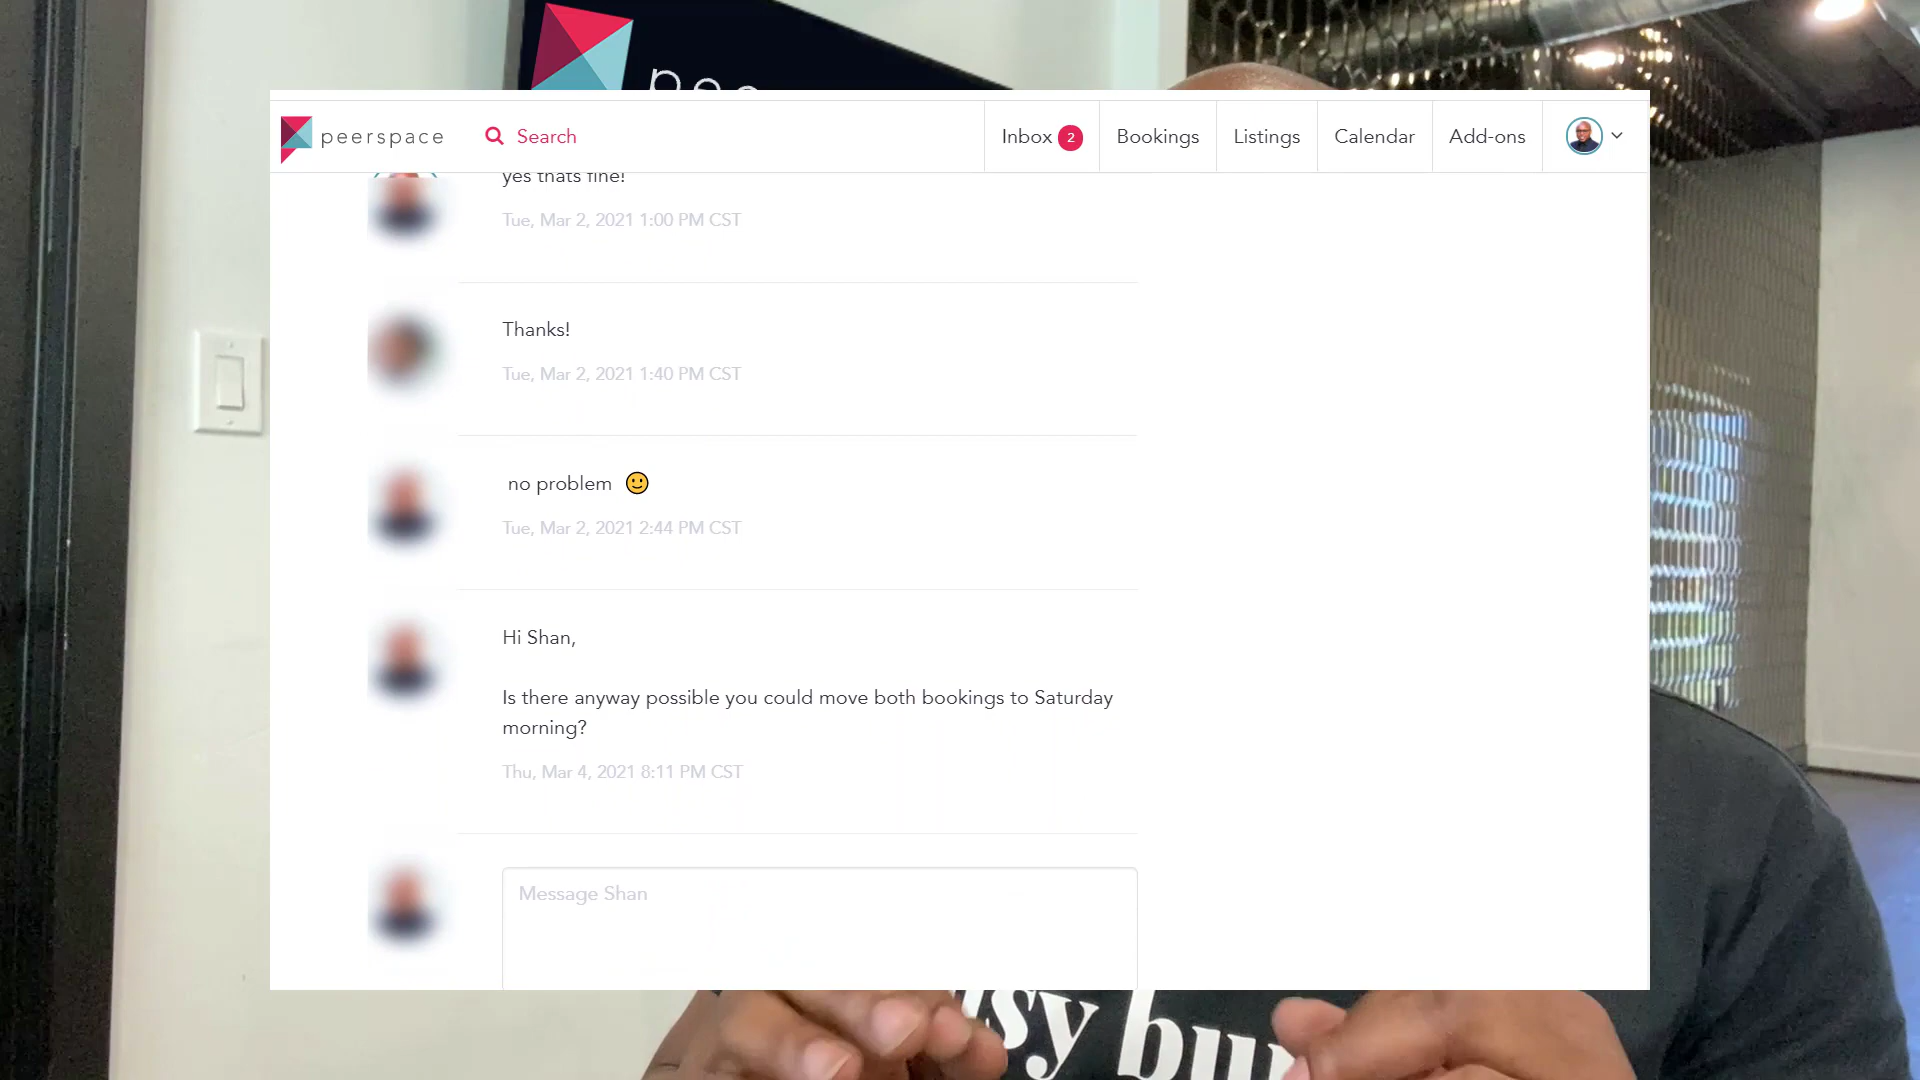 peerspace
Search
Inbox 2
Bookings
Listings
Calendar
Add-ons
yes thats fine!
Tue, Mar 2, 2021 1:00 PM CST
Thanks!
Tue, Mar 2, 2021 1:40 PM CST
no problem 🙂
Tue, Mar 2, 2021 2:44 PM CST
Hi Shan,
Is there anyway possible you could move both bookings to Saturday
morning?
Thu, Mar 4, 2021 8:11 PM CST
Message Shan